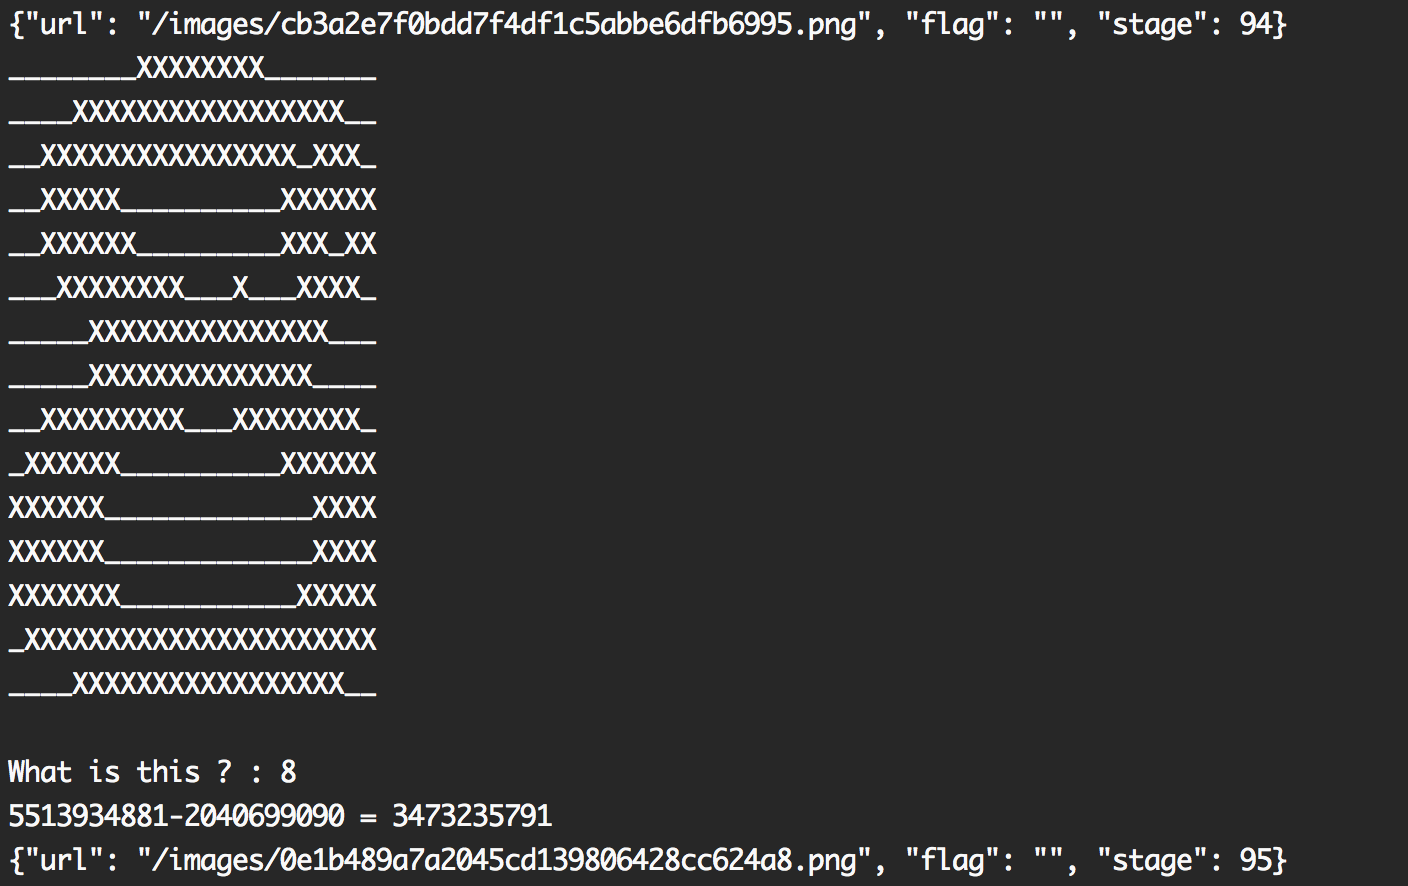 {"url": "/images/cb3a2e7f0bdd7f4df1c5abbe6dfb6995.png", "flag": "", "stage": 94}
________XXXXXXXX_______
____XXXXXXXXXXXXXXXXX__
__XXXXXXXXXXXXXXXX_XXX_
__XXXXX__________XXXXXX
__XXXXXX_________XXX_XX
___XXXXXXXX___X___XXXX_
_____XXXXXXXXXXXXXXX___
_____XXXXXXXXXXXXXX____
__XXXXXXXXX___XXXXXXXX_
_XXXXXX__________XXXXXX
XXXXXX_____________XXXX
XXXXXX_____________XXXX
XXXXXXX___________XXXXX
_XXXXXXXXXXXXXXXXXXXXXX
____XXXXXXXXXXXXXXXXX__
What is this ? : 8
5513934881-2040699090 = 3473235791
{"url": "/images/0e1b489a7a2045cd139806428cc624a8.png", "flag": "", "stage": 95}